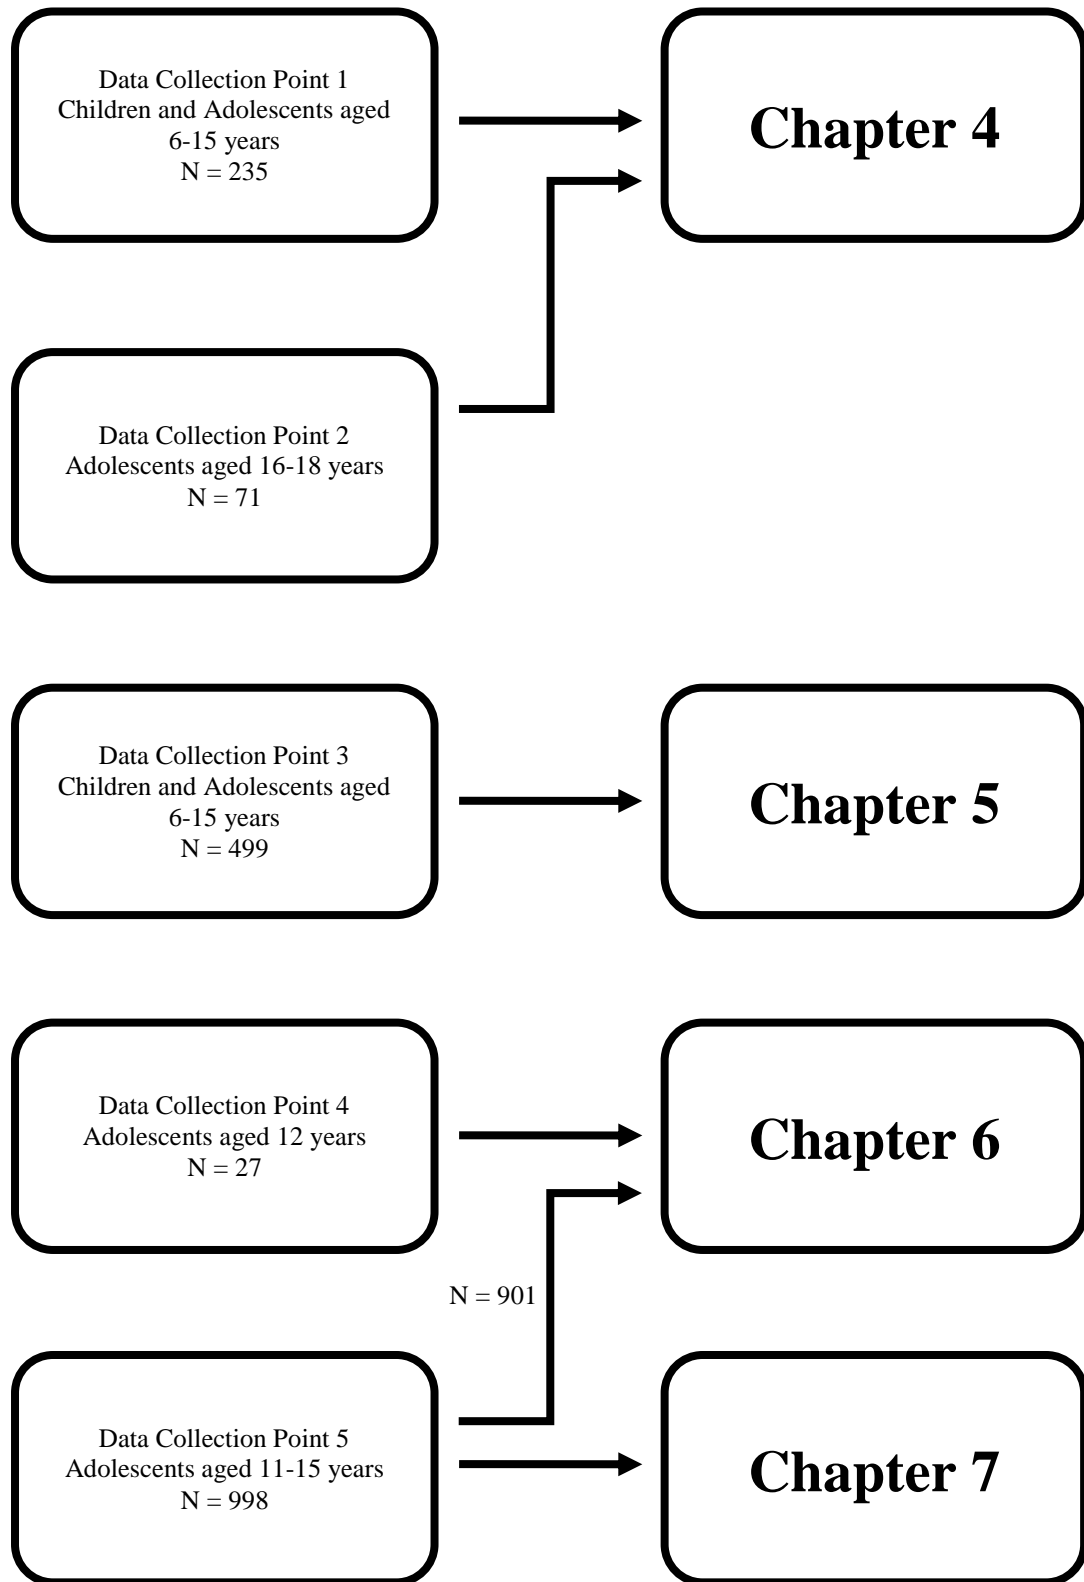 Data Collection Point 1
Children and Adolescents aged
6-15 years
N = 235
Chapter 4
Data Collection Point 2
Adolescents aged 16-18 years
N = 71
Data Collection Point 3
Children and Adolescents aged
6-15 years
N = 499
Chapter 5
Data Collection Point 4
Adolescents aged 12 years
N = 27
Chapter 6
N = 901
Data Collection Point 5
Adolescents aged 11-15 years
N = 998
Chapter 7